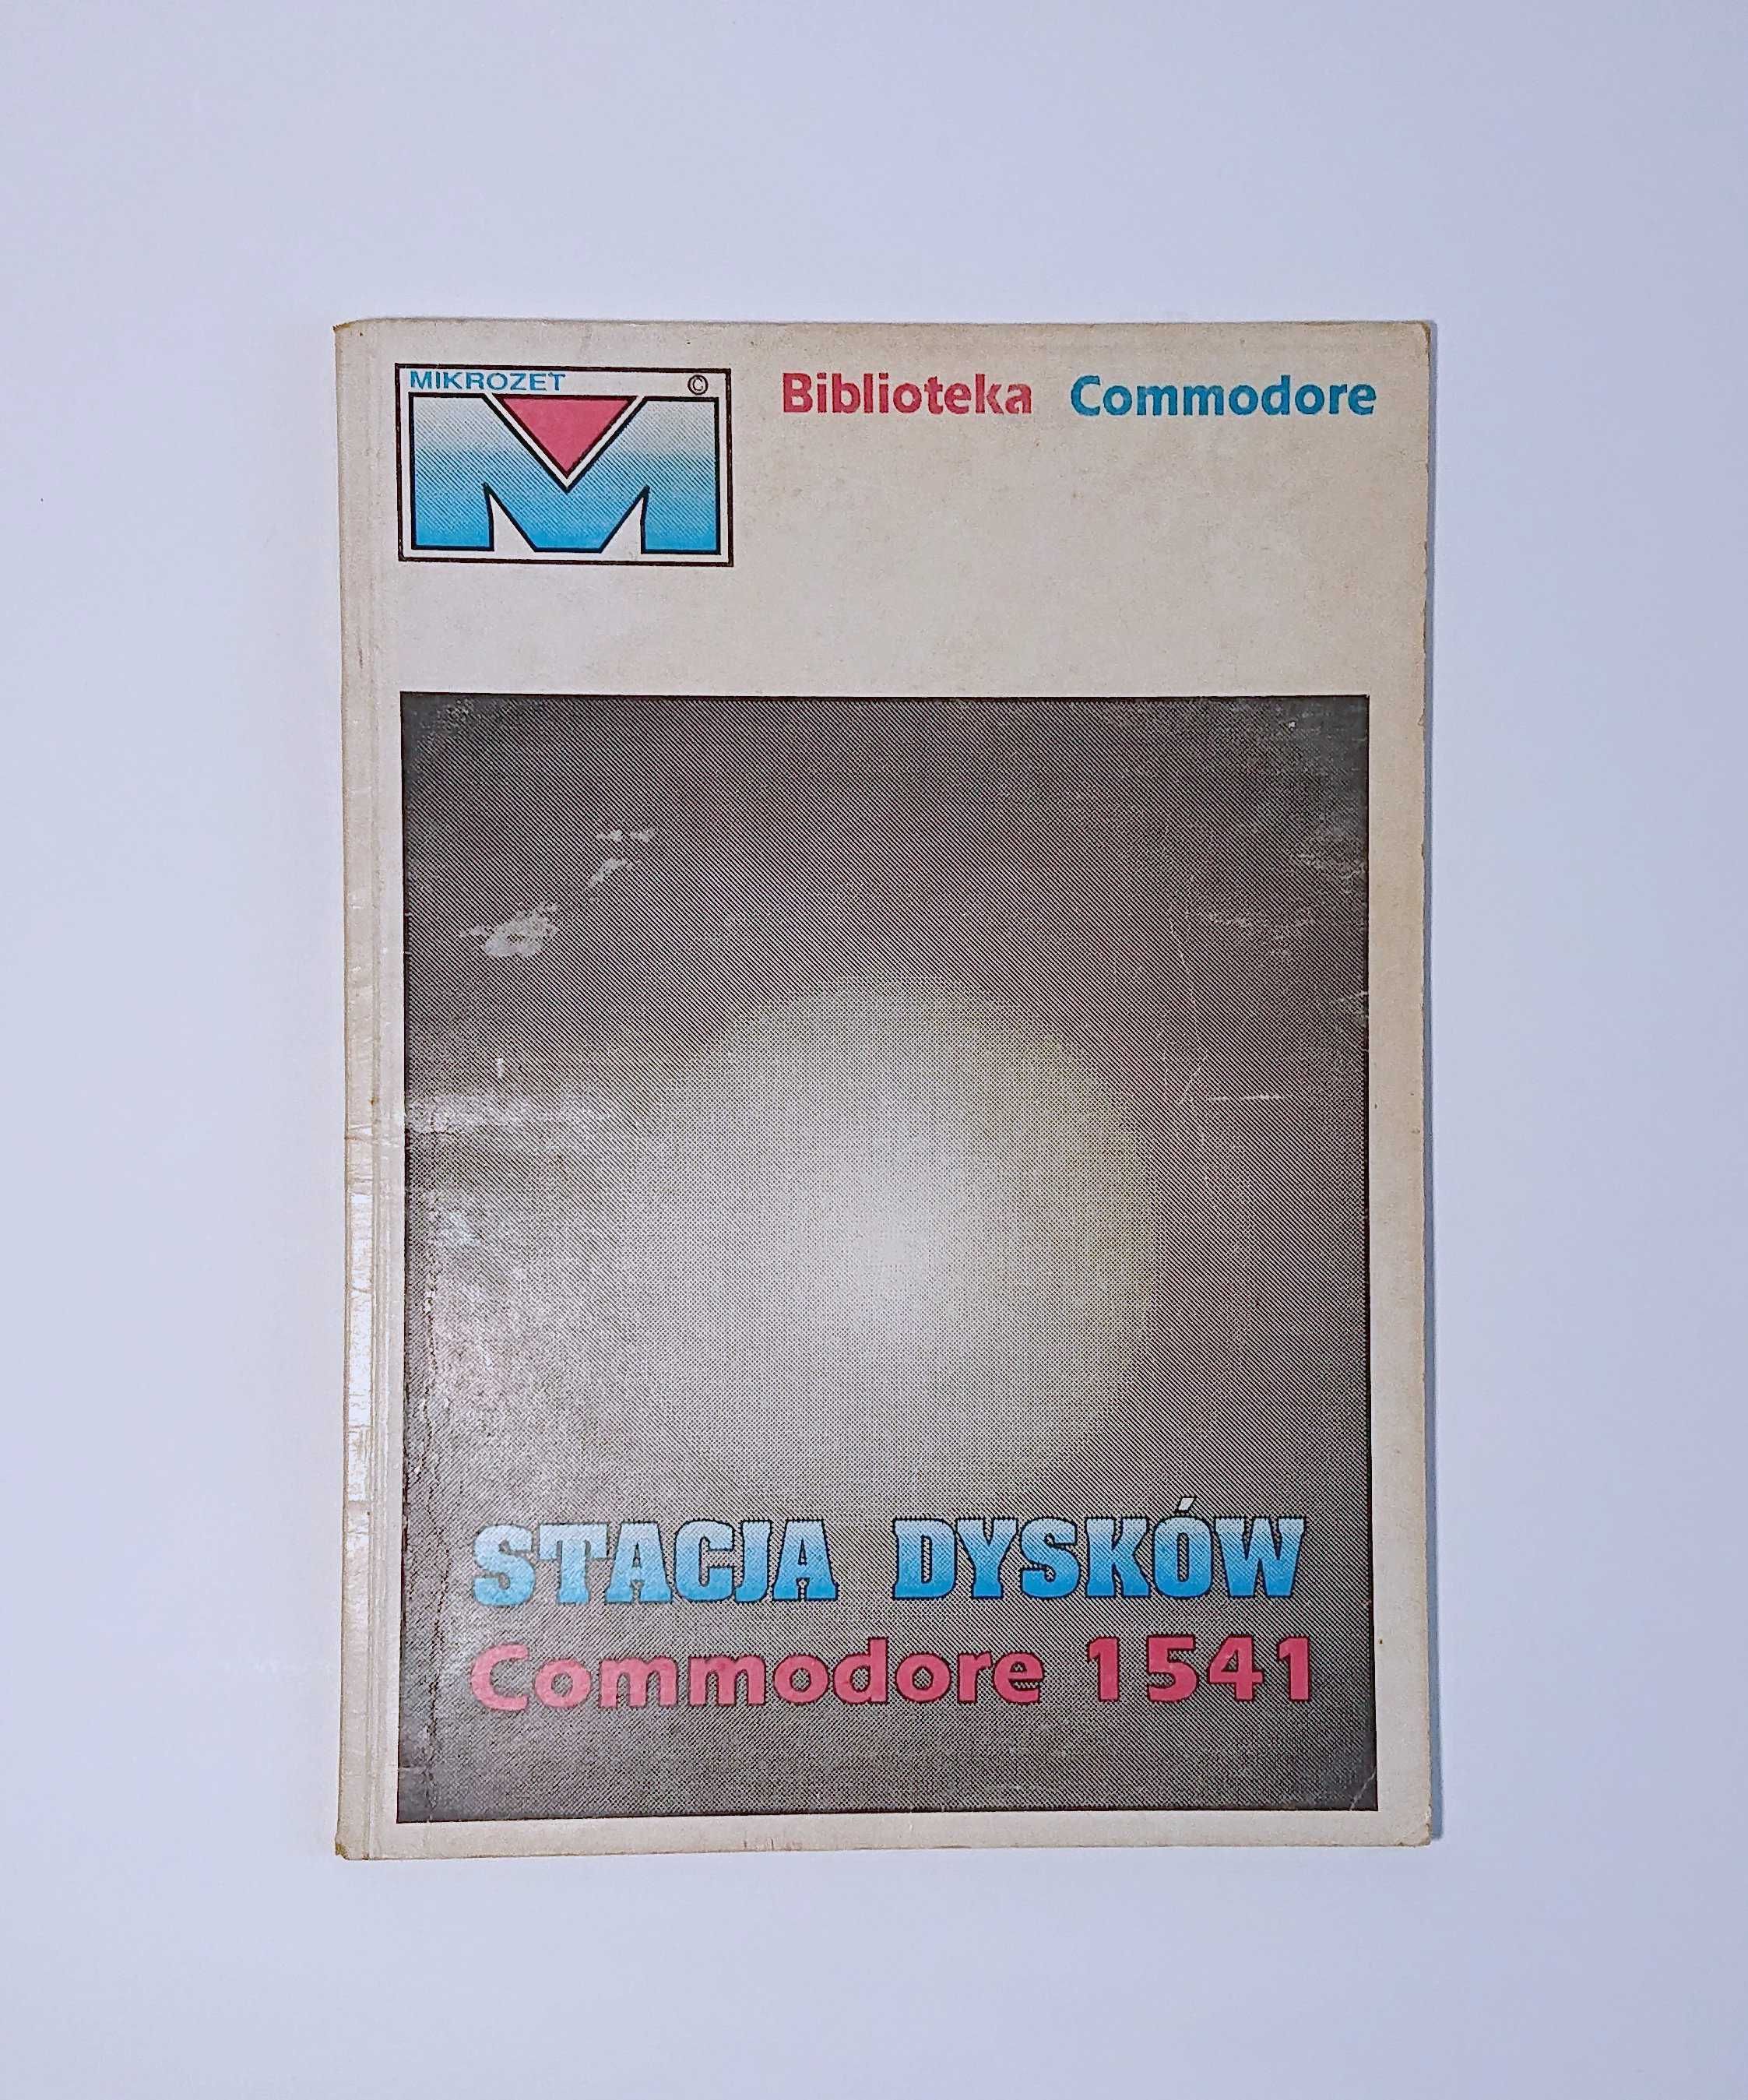 MIKROZET ©
Biblioteka Commodore
STACJA DYSKÓW
Commodore 1541